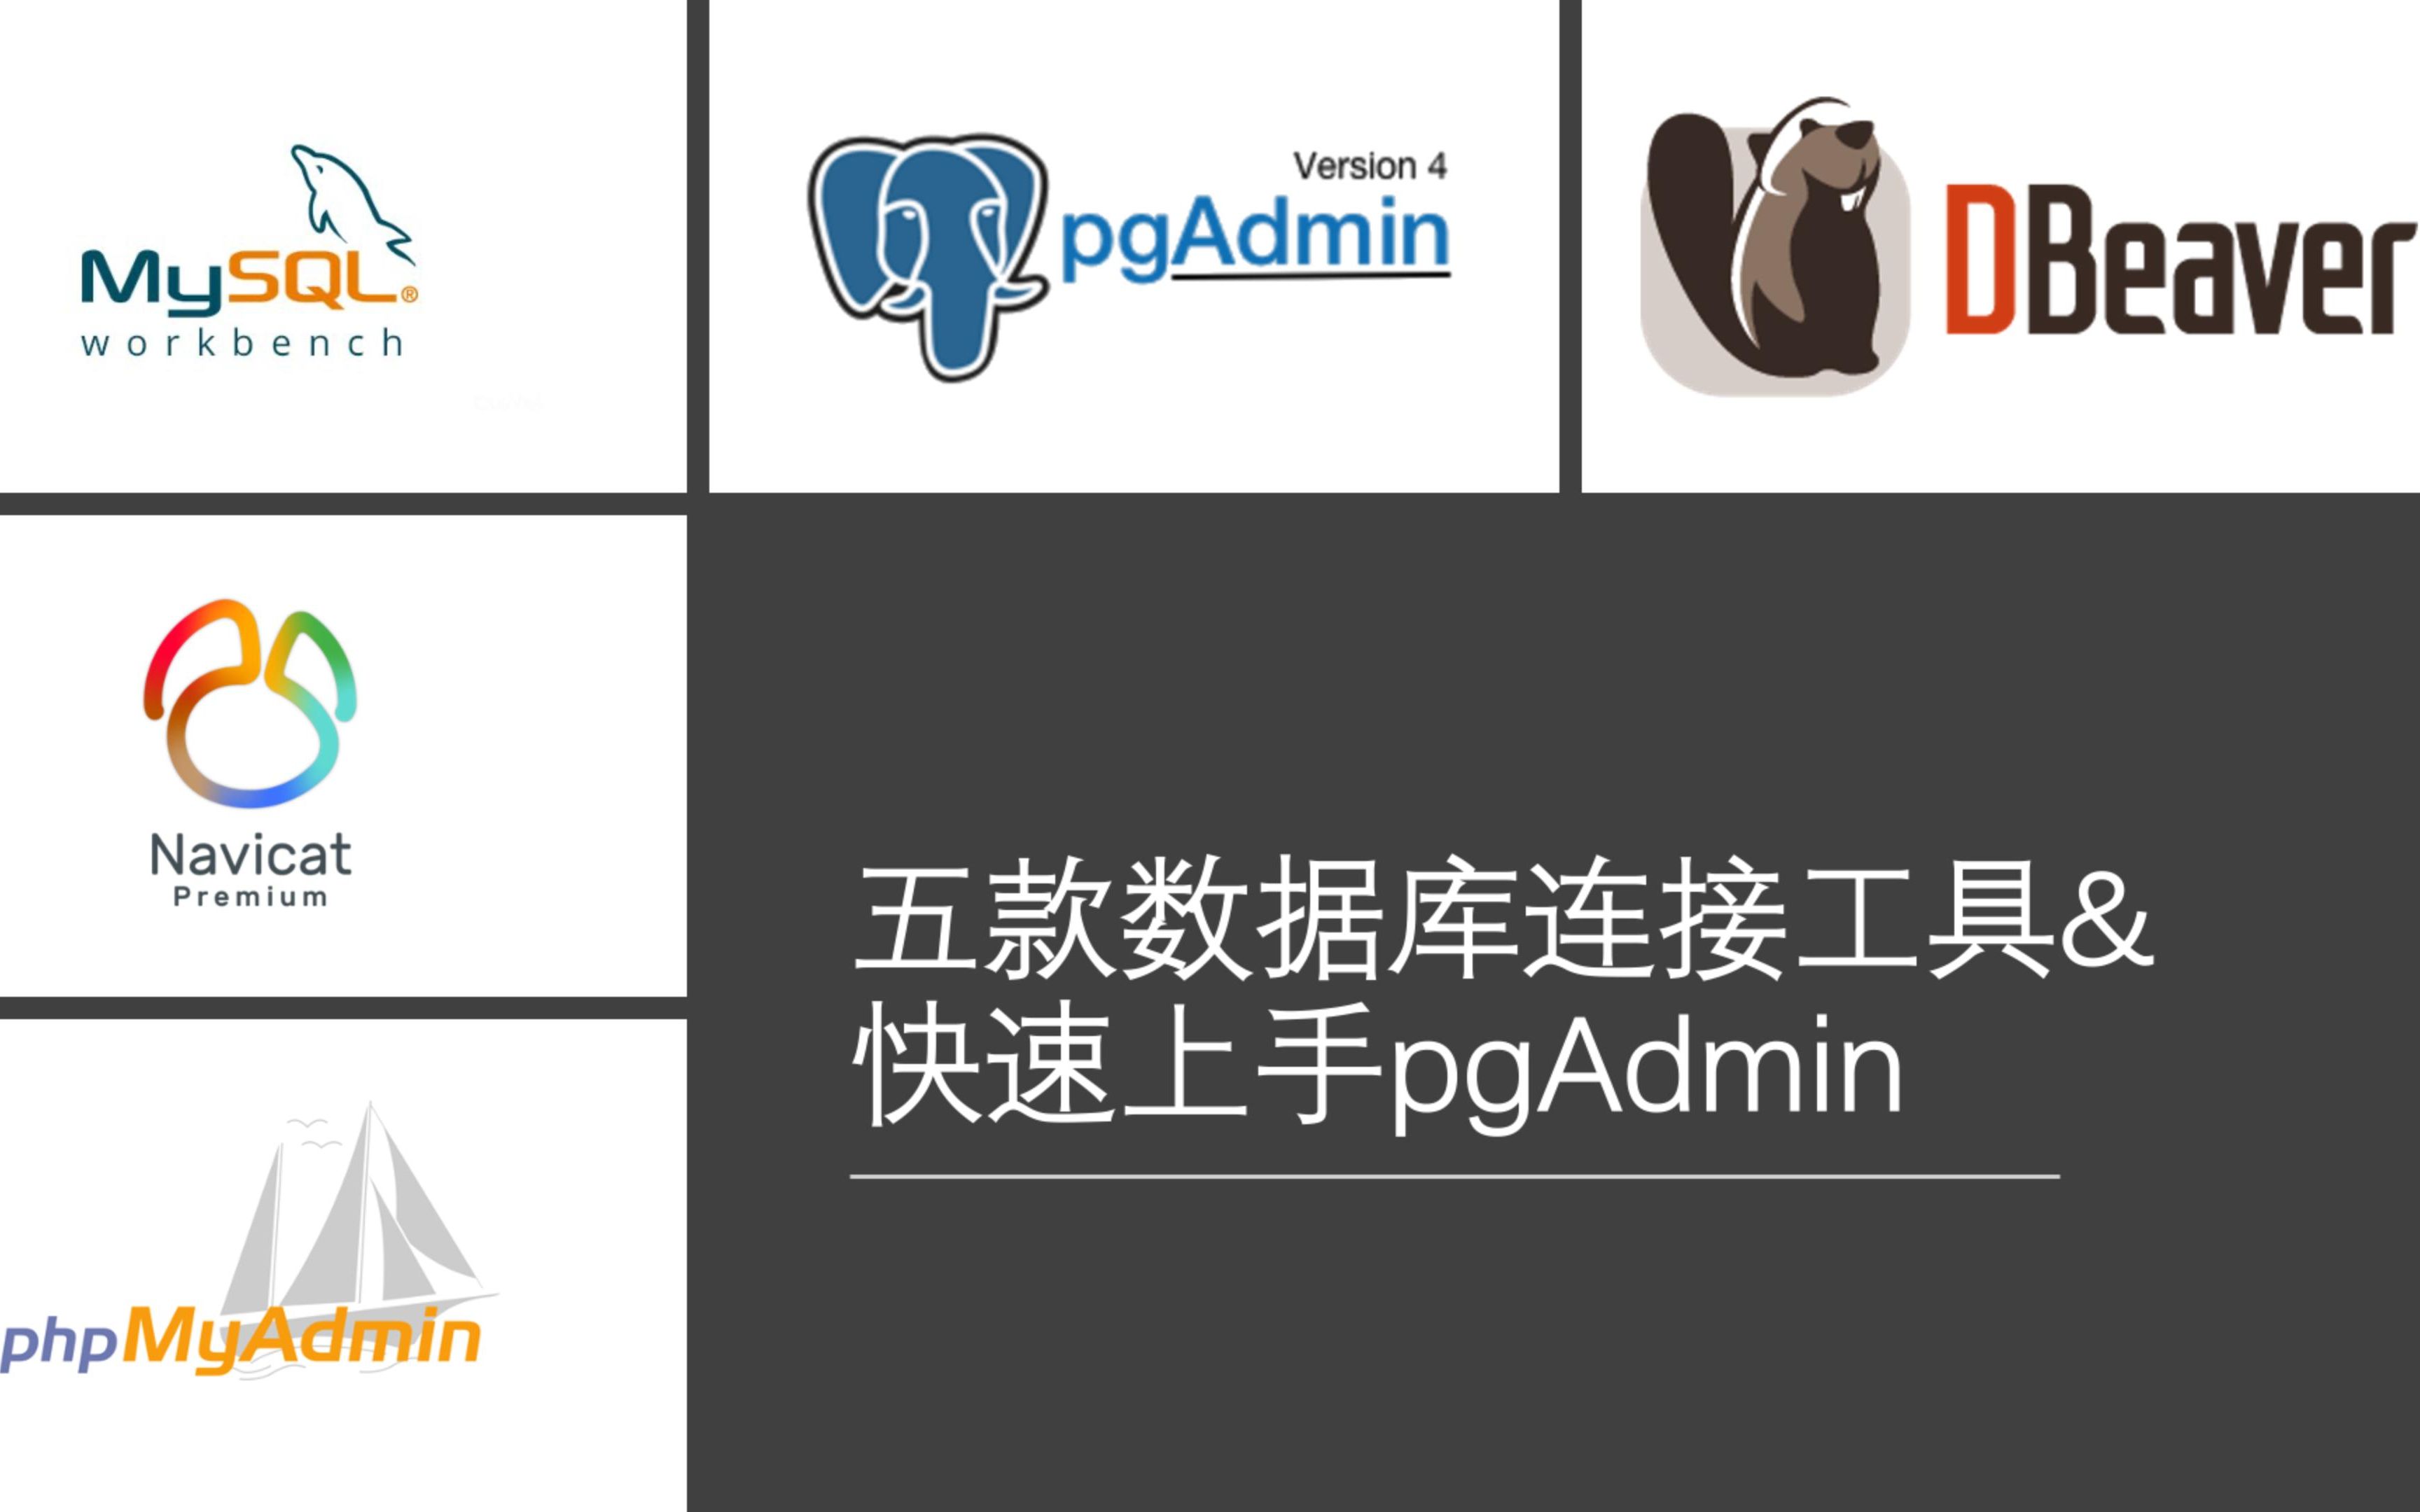 MySQL®
workbench
Version 4
pgAdmin
DBeaver
Navicat
Premium
phpMyAdmin
五款数据库连接工具&
快速上手pgAdmin